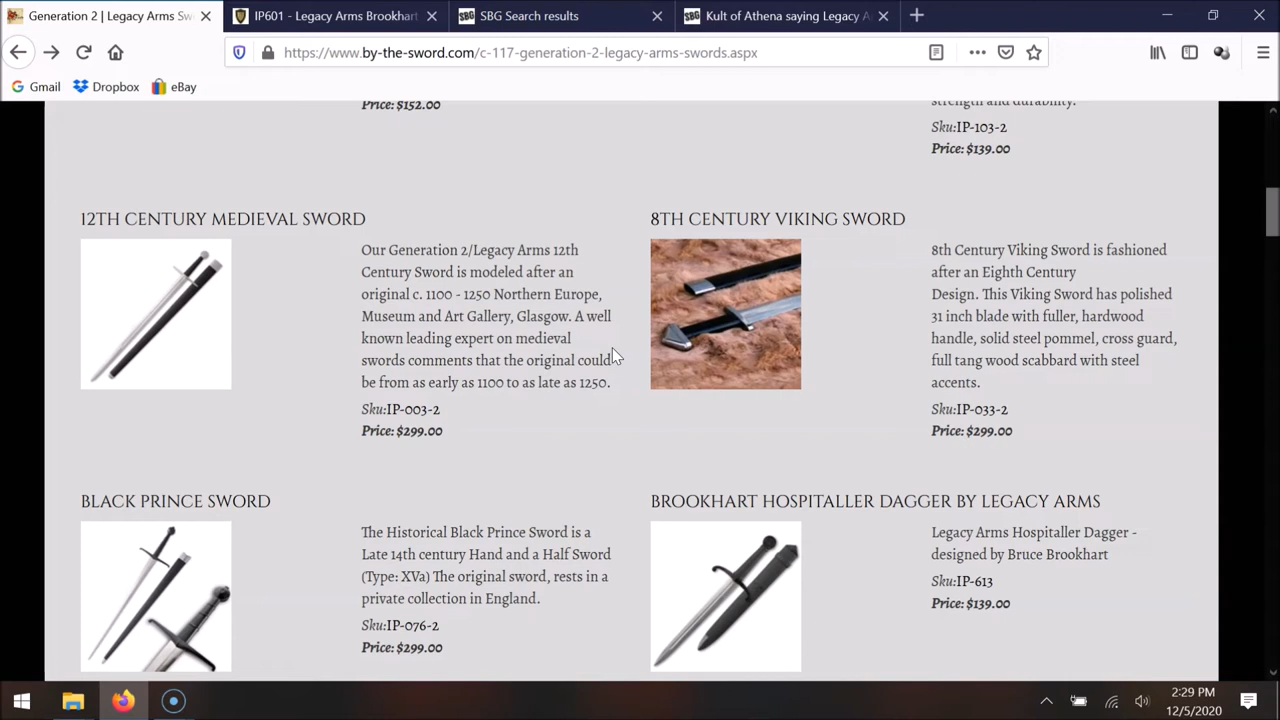 Generation 2 | Legacy Arms Sw
IP601 - Legacy Arms Brookhart
SBG Search results
Kult of Athena saying Legacy A
https://www.by-the-sword.com/c-117-generation-2-legacy-arms-swords.aspx
Gmail
Dropbox
eBay
Price: $152.00
strength and durability.
Sku:IP-103-2
Price: $139.00
12TH CENTURY MEDIEVAL SWORD
Our Generation 2/Legacy Arms 12th
Century Sword is modeled after an
original c. 1100 - 1250 Northern Europe,
Museum and Art Gallery, Glasgow. A well
known leading expert on medieval
swords comments that the original could
be from as early as 1100 to as late as 1250.
Sku:IP-003-2
Price: $299.00
8TH CENTURY VIKING SWORD
8th Century Viking Sword is fashioned
after an Eighth Century
Design. This Viking Sword has polished
31 inch blade with fuller, hardwood
handle, solid steel pommel, cross guard,
full tang wood scabbard with steel
accents.
Sku:IP-033-2
Price: $299.00
BLACK PRINCE SWORD
The Historical Black Prince Sword is a
Late 14th century Hand and a Half Sword
(Type: XVa) The original sword, rests in a
private collection in England.
Sku:IP-076-2
Price: $299.00
BROOKHART HOSPITALLER DAGGER BY LEGACY ARMS
Legacy Arms Hospitaller Dagger -
designed by Bruce Brookhart
Sku:IP-613
Price: $139.00
2:29 PM
12/5/2020